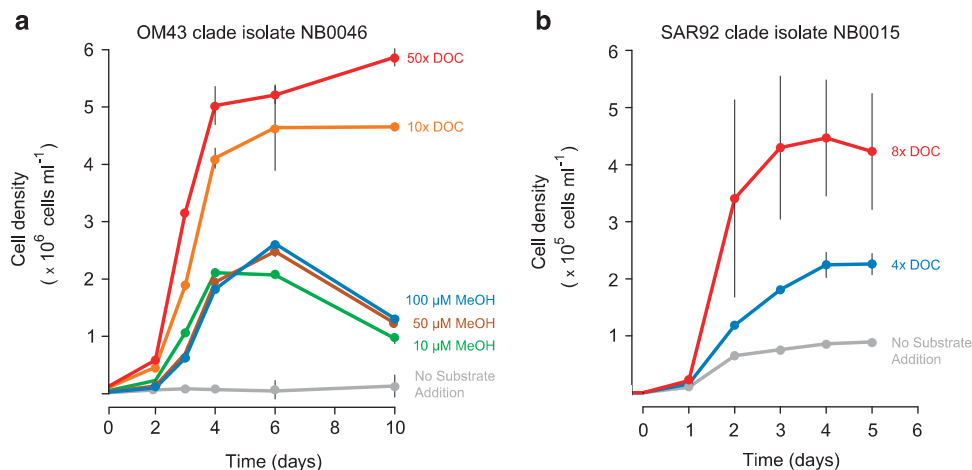 a
OM43 clade isolate NB0046
Cell density
( × 10⁶ cells ml⁻¹)
6
5
4
3
2
1
50x DOC
10x DOC
100 µM MeOH
50 µM MeOH
10 µM MeOH
No Substrate
Addition
0
2
4
6
8
10
Time (days)
b
SAR92 clade isolate NB0015
Cell density
( × 10⁵ cells ml⁻¹)
6
5
4
3
2
1
8x DOC
4x DOC
No Substrate
Addition
0
1
2
3
4
5
6
Time (days)